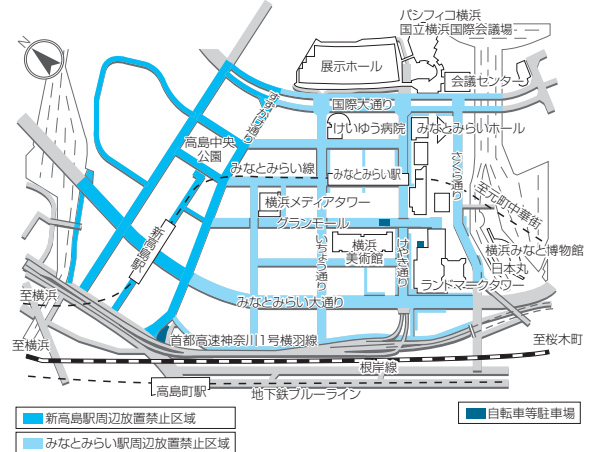 パシフィコ横浜
国立横浜国際会議場
N
展示ホール
会議センター
国際大通り
すずかけ通り
けいゆう病院
みなとみらいホール
高島中央
公園
みなとみらい線
みなとみらい駅
さくら通り
至元町中華街
横浜メディアタワー
グランモール
新高島駅
いちょう通り
横浜
美術館
けやき通り
横浜みなと博物館
日本丸
ランドマークタワー
至横浜
みなとみらい大通り
至横浜
首都高速神奈川1号横羽線
至桜木町
根岸線
高島町駅
地下鉄ブルーライン
新高島駅周辺放置禁止区域
自転車等駐車場
みなとみらい駅周辺放置禁止区域